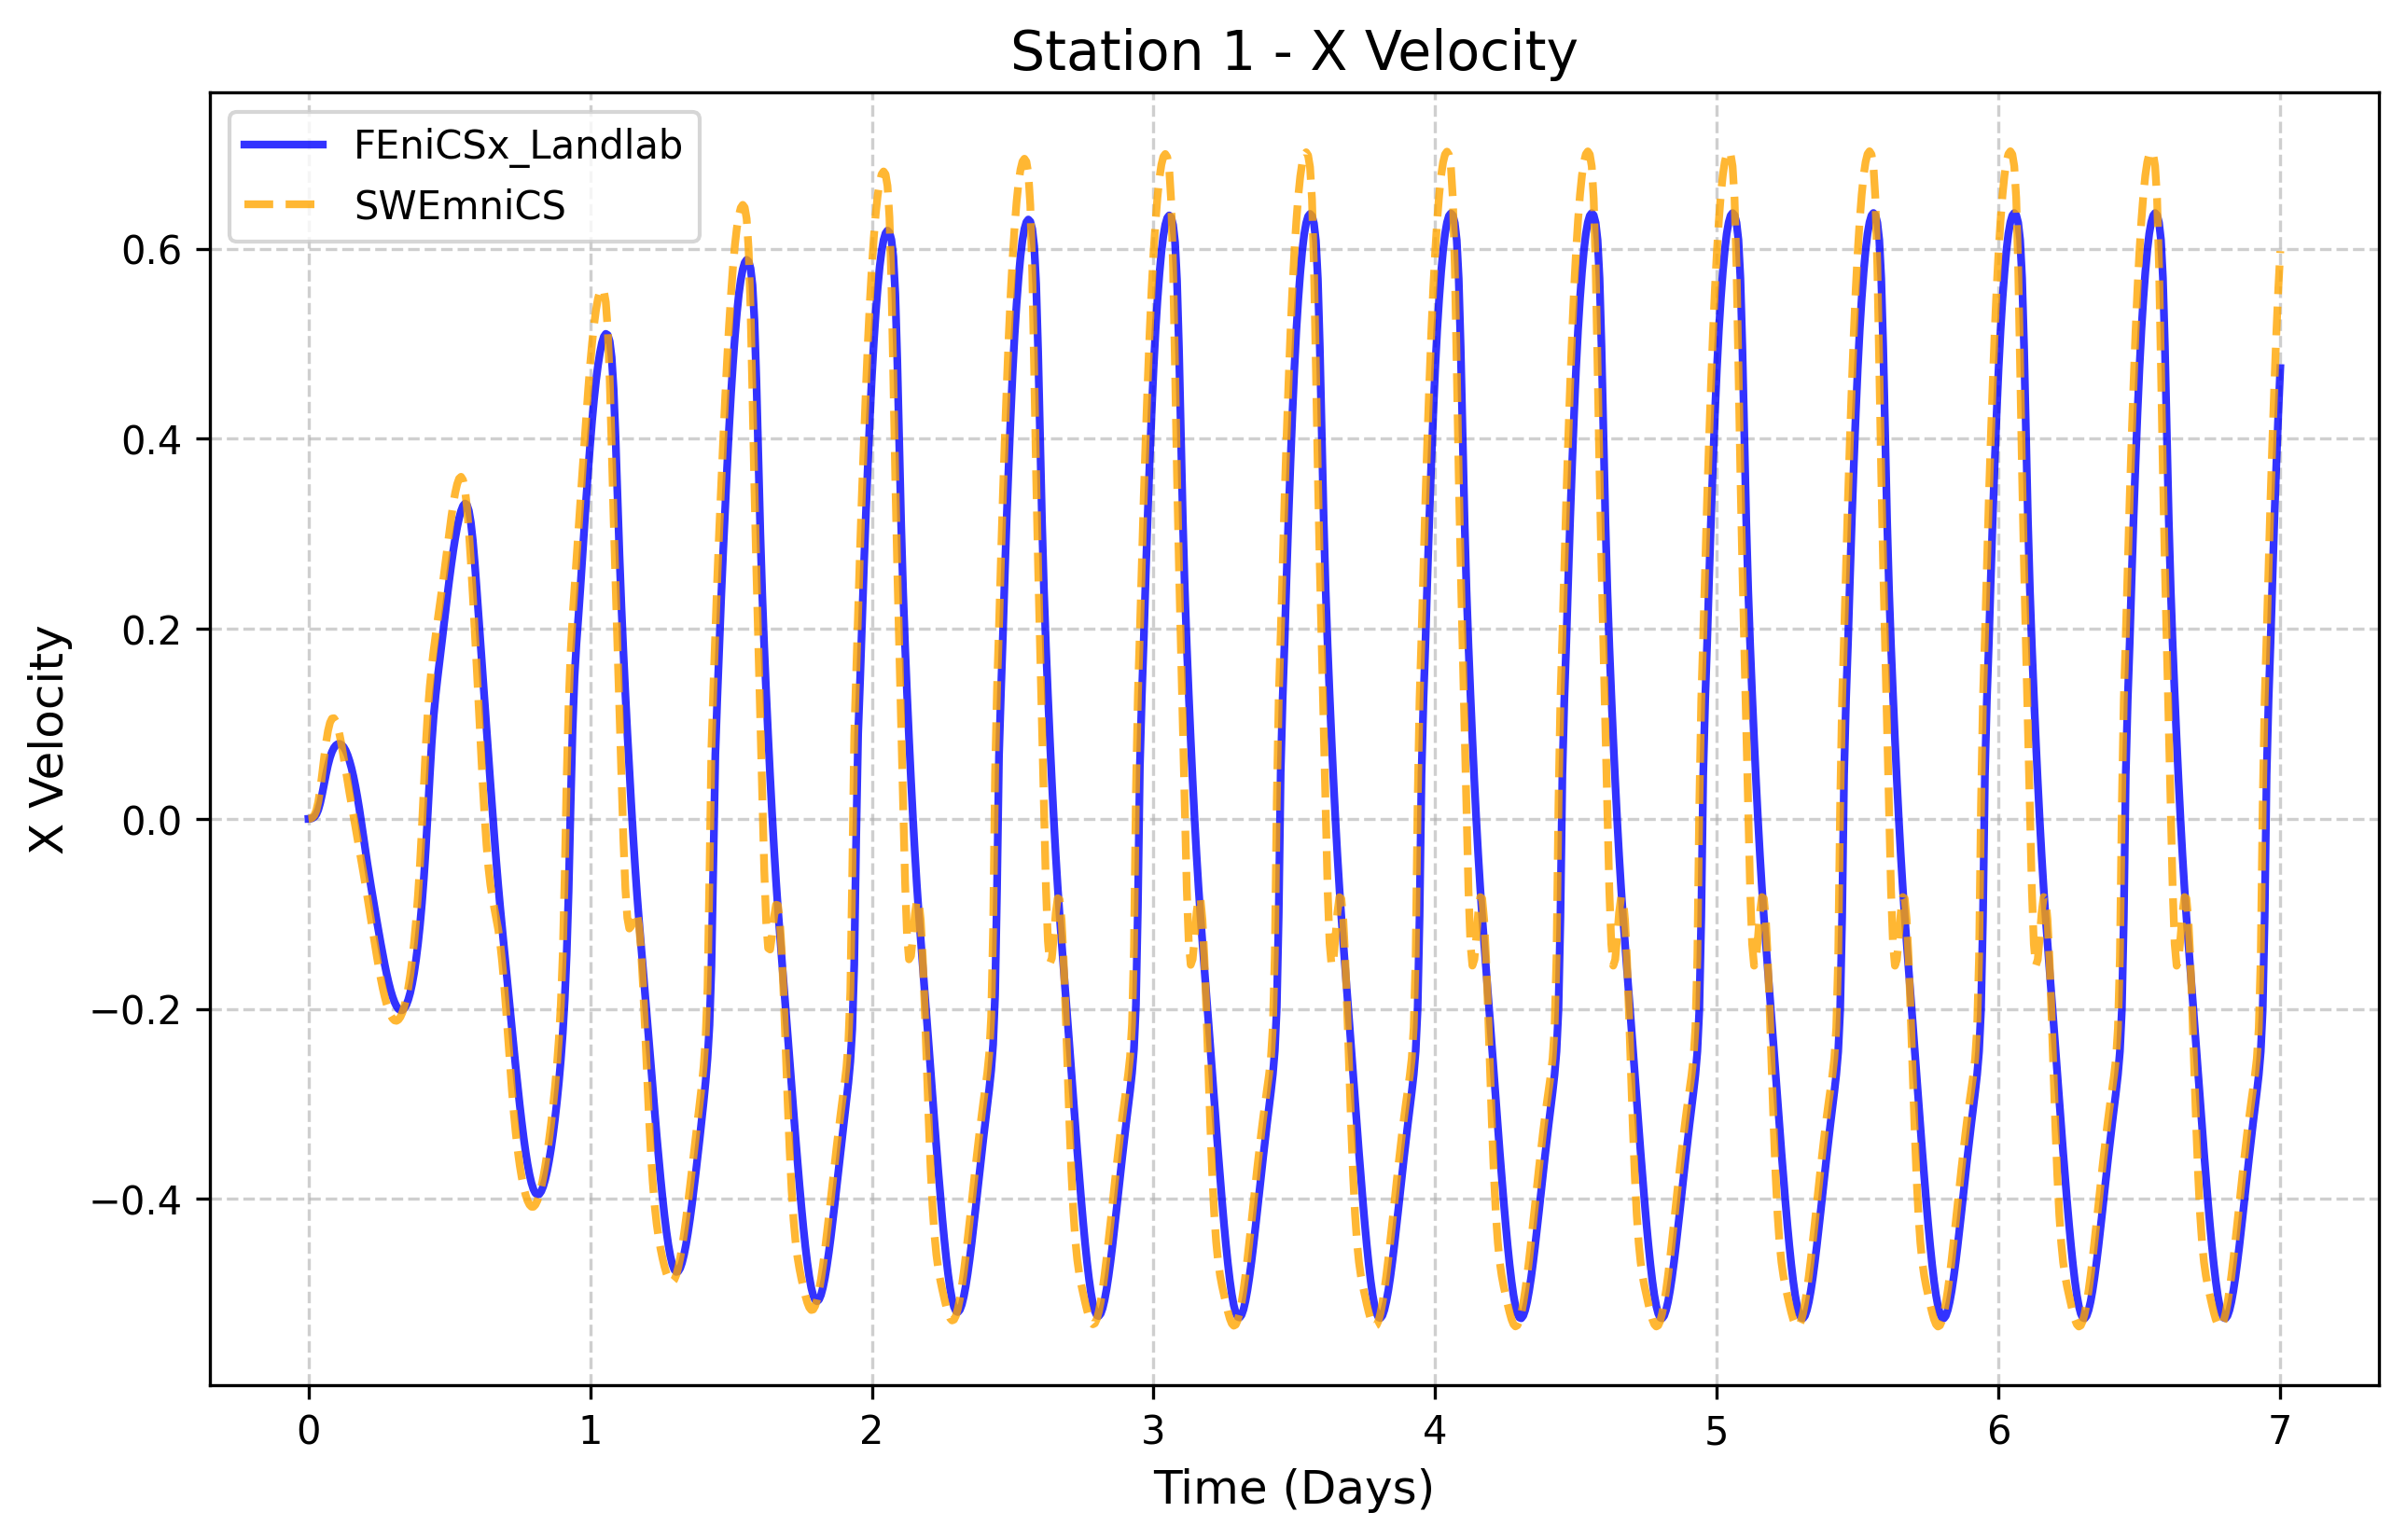 Station 1 - X Velocity
FEniCSx_Landlab
SWEmniCS
X Velocity
0.6
0.4
0.2
0.0
−0.2
−0.4
0 1 2 3 4 5 6 7
Time (Days)